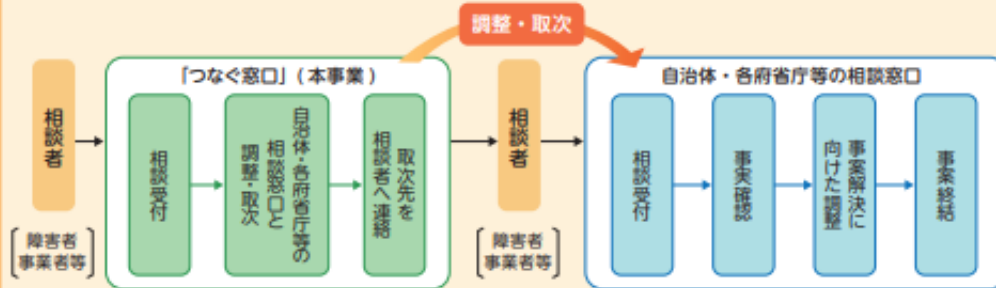 調整・取次
「つなぐ窓口」(本事業)
自治体・各府省庁等の相談窓口
相談者
相談受付
自治体・各府省庁等の
相談窓口と
調整・取次
取次先を
相談者へ連絡
相談者
相談受付
事実確認
事案解決に
向けた調整
事案終結
障害者
事業者等
障害者
事業者等